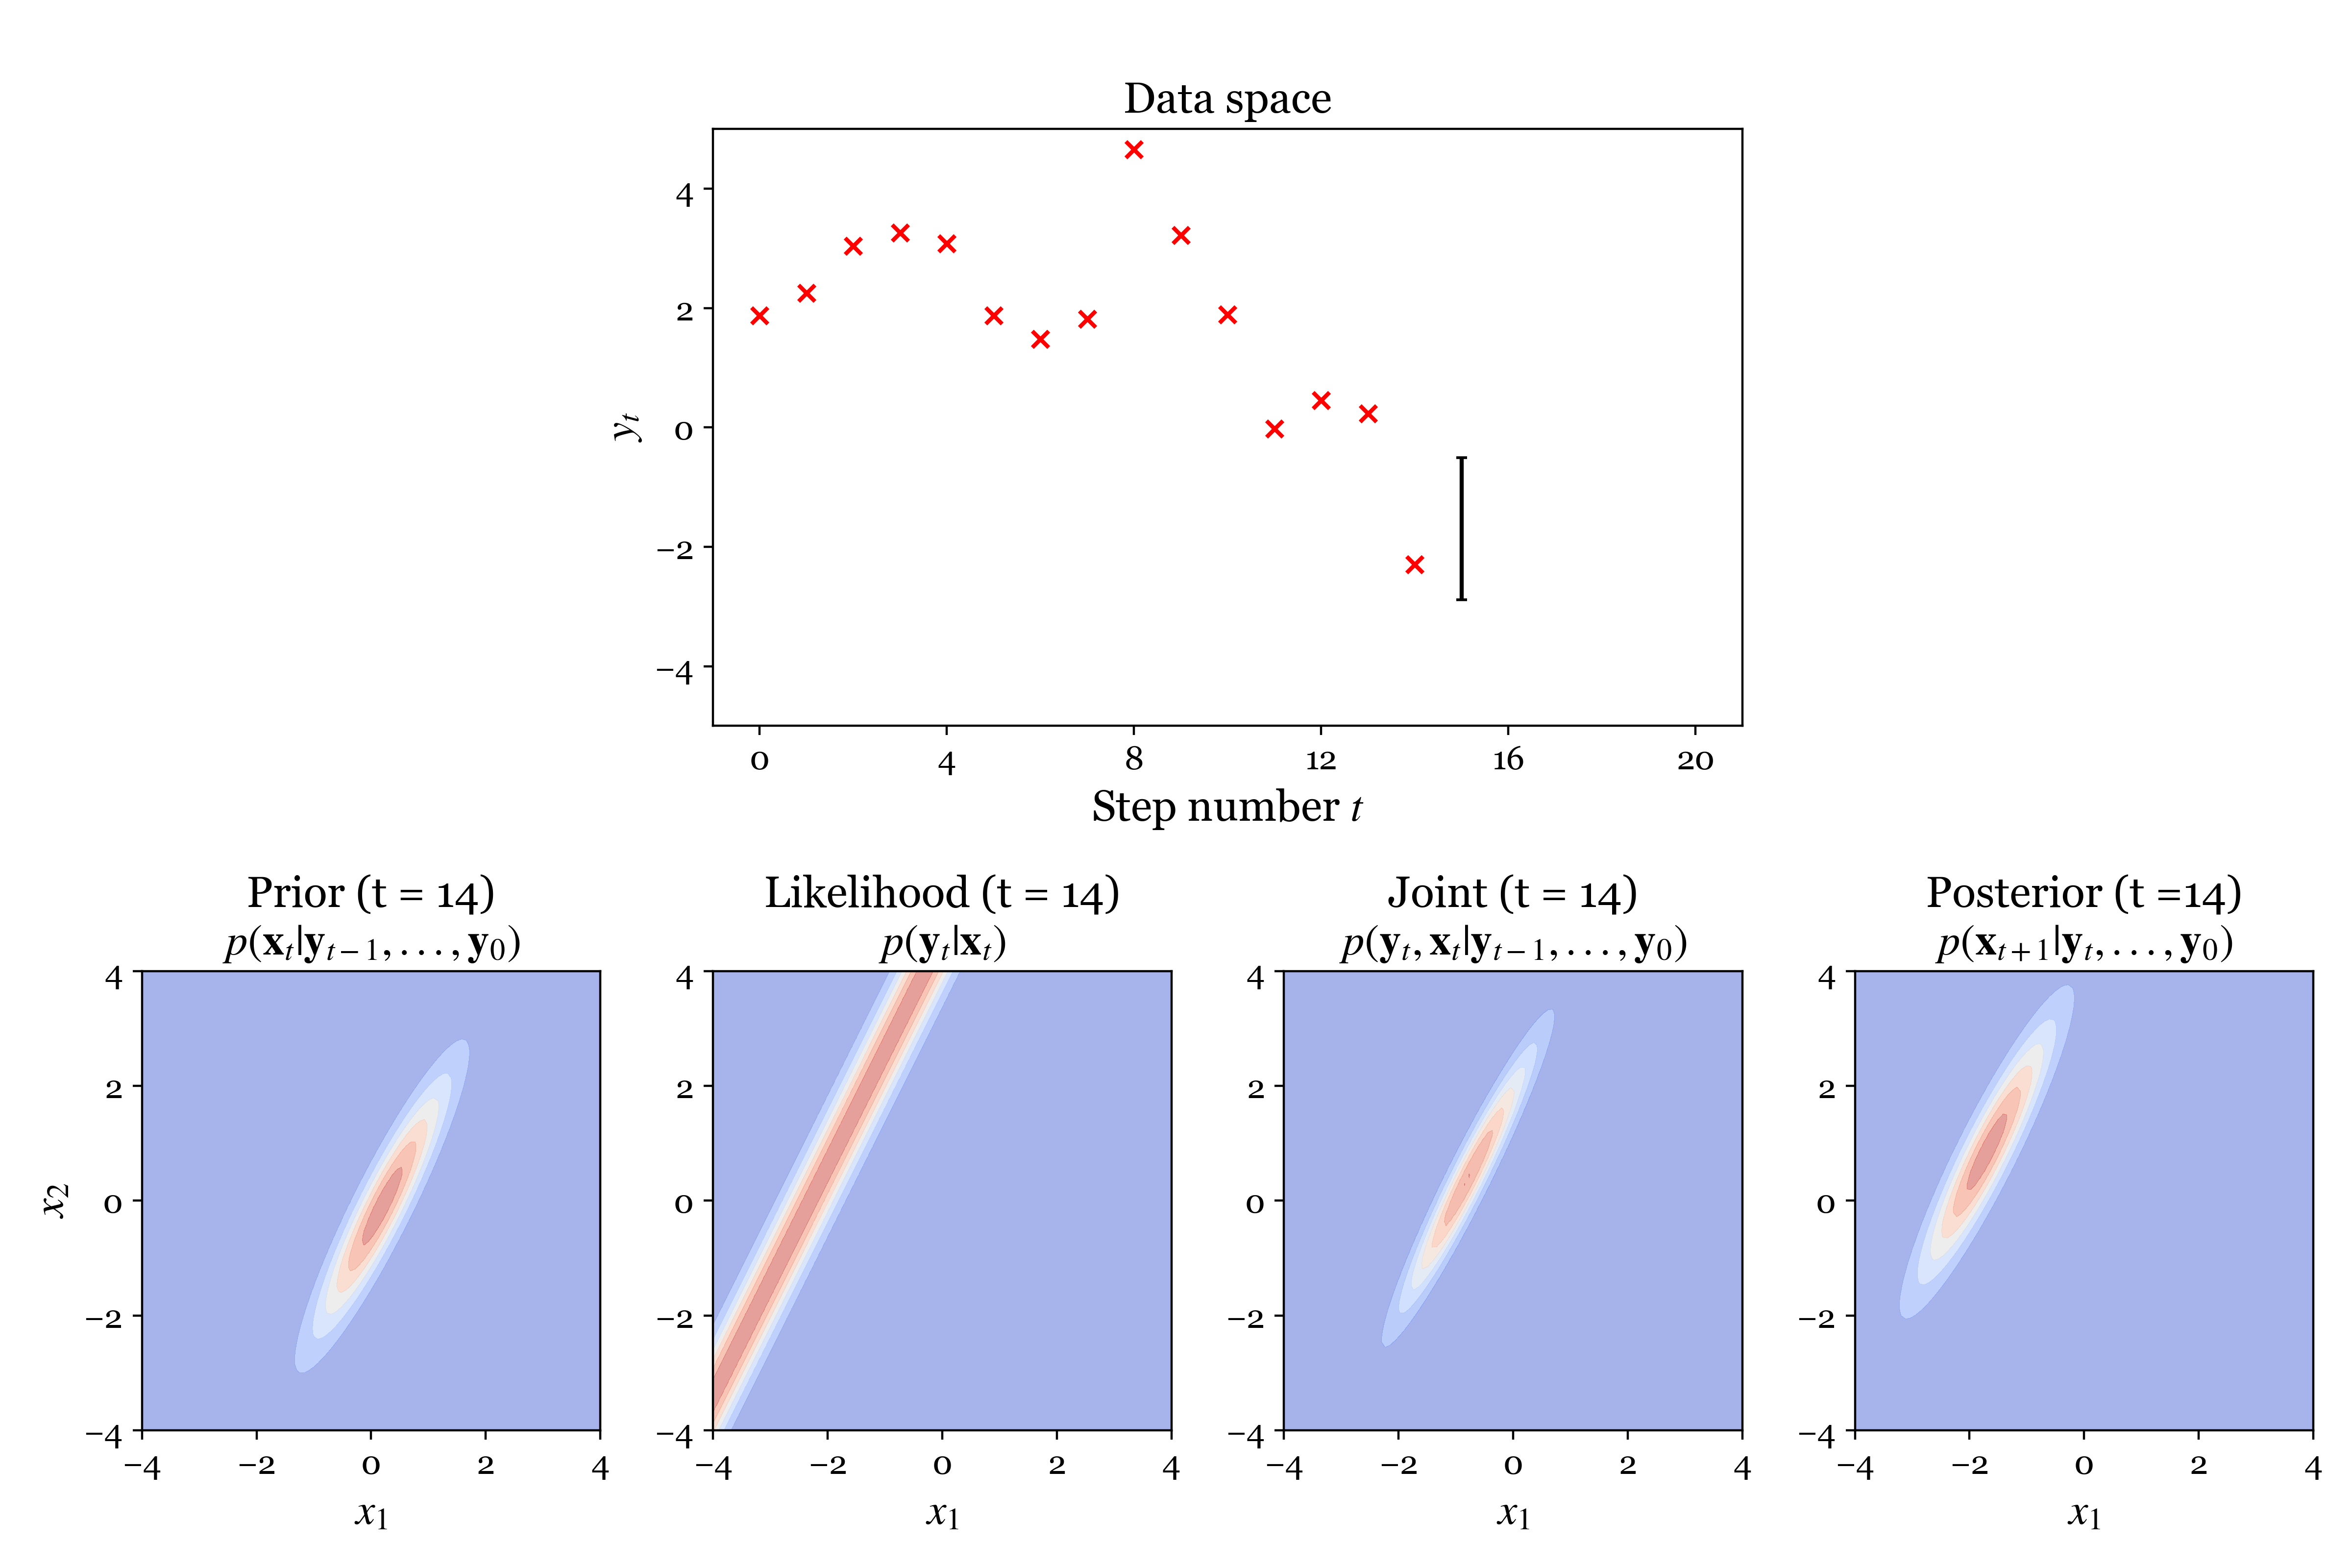 Data space
4
2
0
−2
−4
y_t
0 4 8 12 16 20
Step number t
Prior (t = 14)
p(x_t|y_{t−1}, . . . , y_0)
4
2
0
−2
−4
x_2
−4 −2 0 2 4
x_1
Likelihood (t = 14)
p(y_t|x_t)
4
2
0
−2
−4
−4 −2 0 2 4
x_1
Joint (t = 14)
p(y_t, x_t|y_{t−1}, . . . , y_0)
4
2
0
−2
−4
−4 −2 0 2 4
x_1
Posterior (t =14)
p(x_{t+1}|y_t, . . . , y_0)
4
2
0
−2
−4
−4 −2 0 2 4
x_1